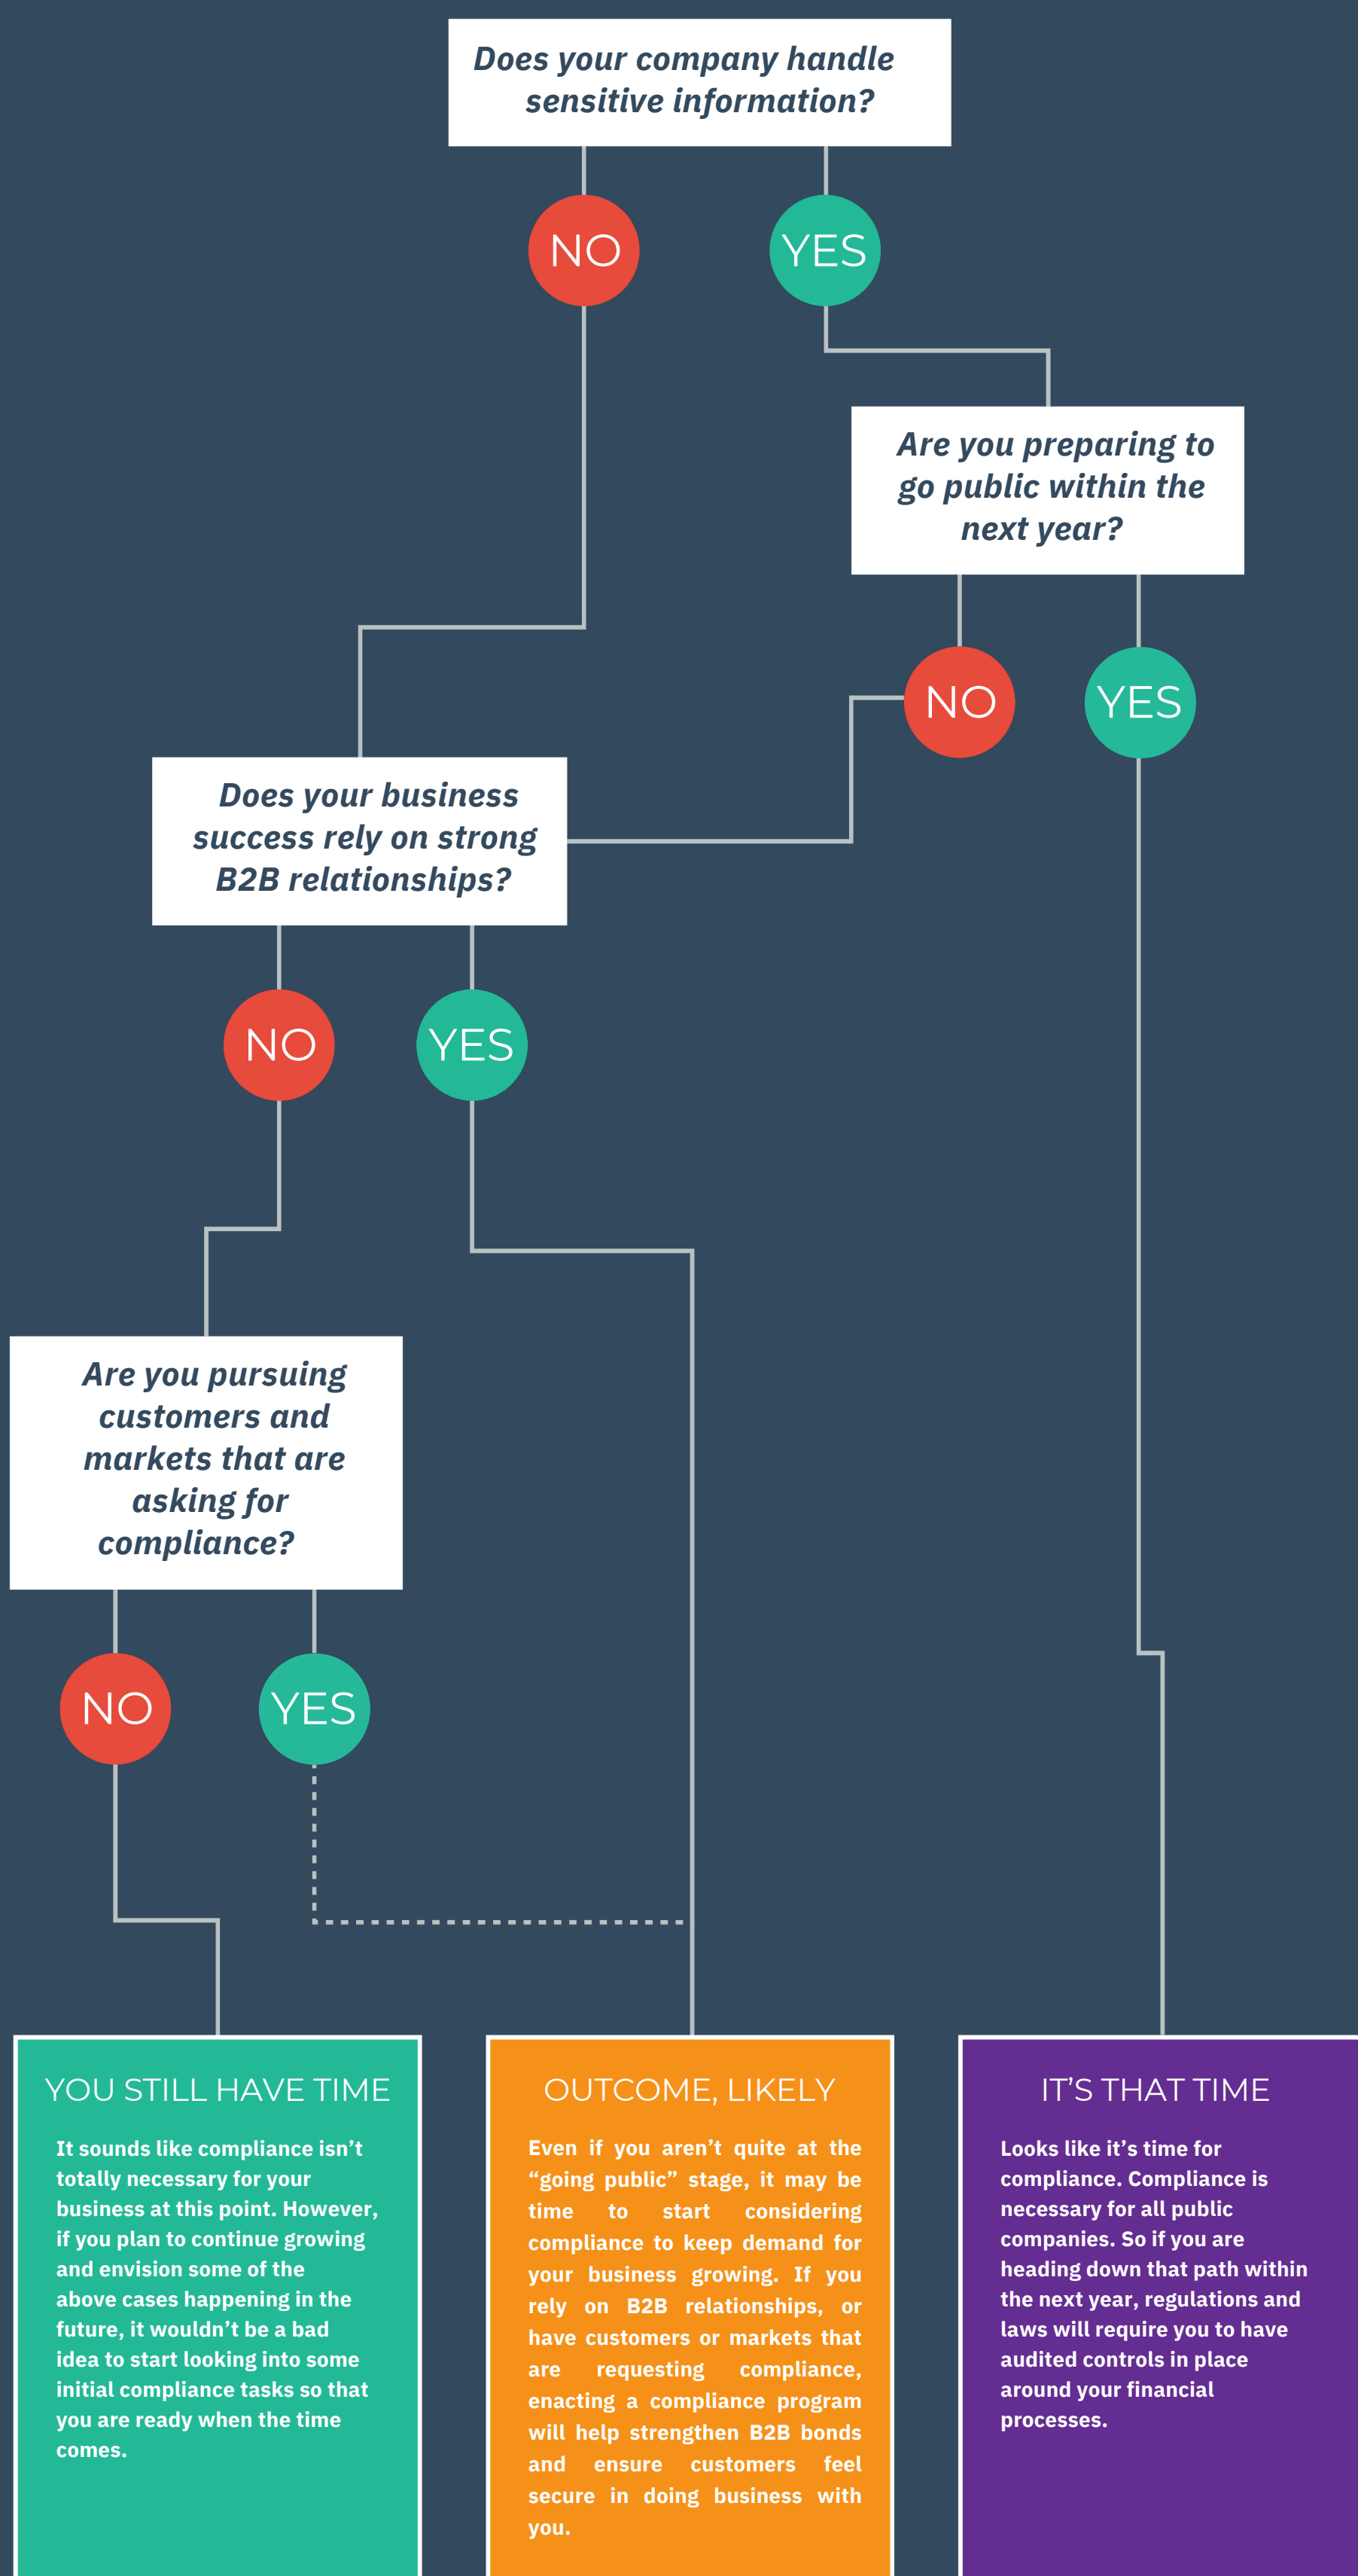 Does your company handle
sensitive information?
NO
YES
Are you preparing to
go public within the
next year?
NO
YES
Does your business
success rely on strong
B2B relationships?
NO
YES
Are you pursuing
customers and
markets that are
asking for
compliance?
NO
YES
YOU STILL HAVE TIME
It sounds like compliance isn’t
totally necessary for your
business at this point. However,
if you plan to continue growing
and envision some of the
above cases happening in the
future, it wouldn’t be a bad
idea to start looking into some
initial compliance tasks so that
you are ready when the time
comes.
OUTCOME, LIKELY
Even if you aren’t quite at the
“going public” stage, it may be
time to start considering
compliance to keep demand for
your business growing. If you
rely on B2B relationships, or
have customers or markets that
are requesting compliance,
enacting a compliance program
will help strengthen B2B bonds
and ensure customers feel
secure in doing business with
you.
IT’S THAT TIME
Looks like it’s time for
compliance. Compliance is
necessary for all public
companies. So if you are
heading down that path within
the next year, regulations and
laws will require you to have
audited controls in place
around your financial
processes.